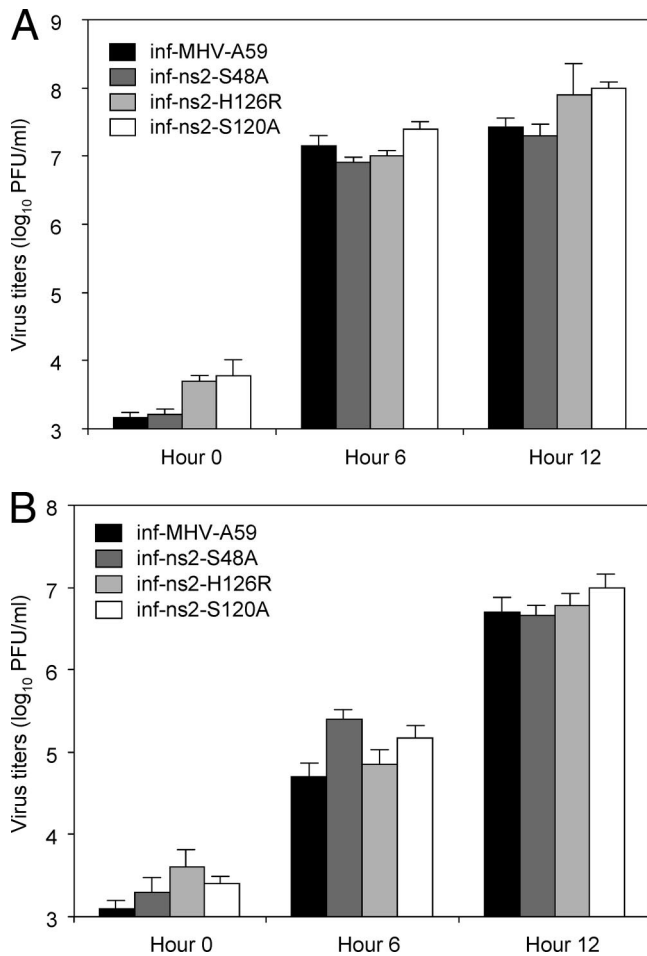 A
9
8
7
6
5
4
3
Virus titers (log₁₀ PFU/ml)
inf-MHV-A59
inf-ns2-S48A
inf-ns2-H126R
inf-ns2-S120A
Hour 0 Hour 6 Hour 12
B
8
7
6
5
4
3
Virus titers (log₁₀ PFU/ml)
inf-MHV-A59
inf-ns2-S48A
inf-ns2-H126R
inf-ns2-S120A
Hour 0 Hour 6 Hour 12